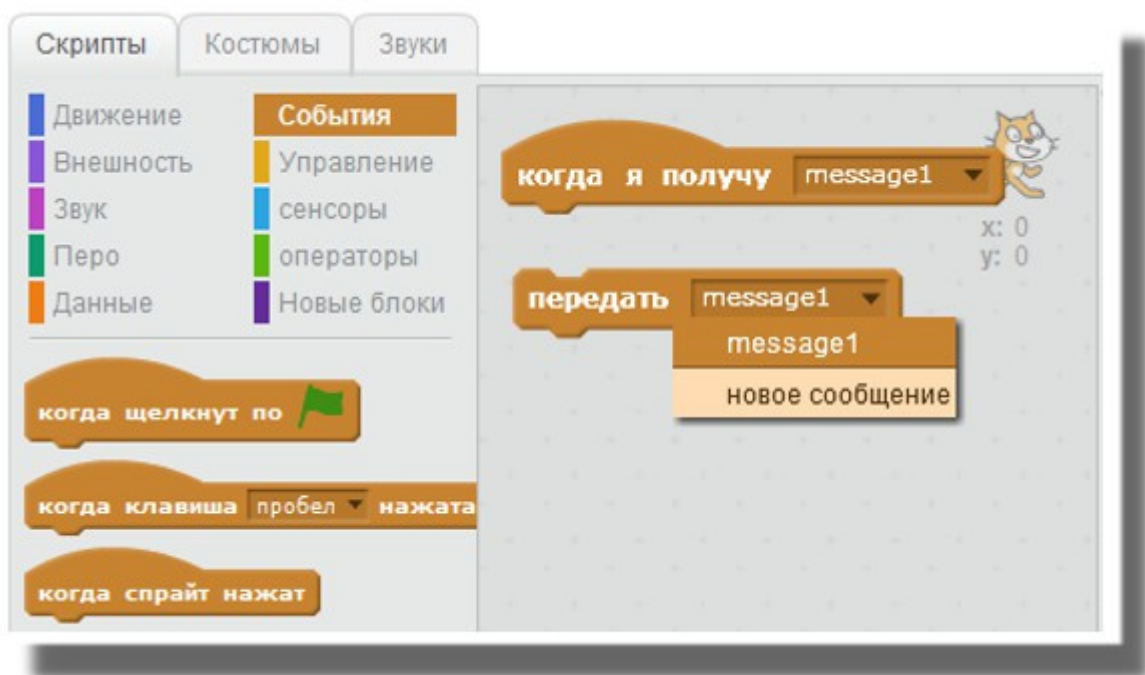 Скрипты Костюмы Звуки
Движение События
Внешность Управление
Звук сенсоры
Перо операторы
Данные Новые блоки
когда щелкнут по
когда клавиша пробел нажата
когда спрайт нажат
когда я получу message1
x: 0
y: 0
передать message1
message1
новое сообщение